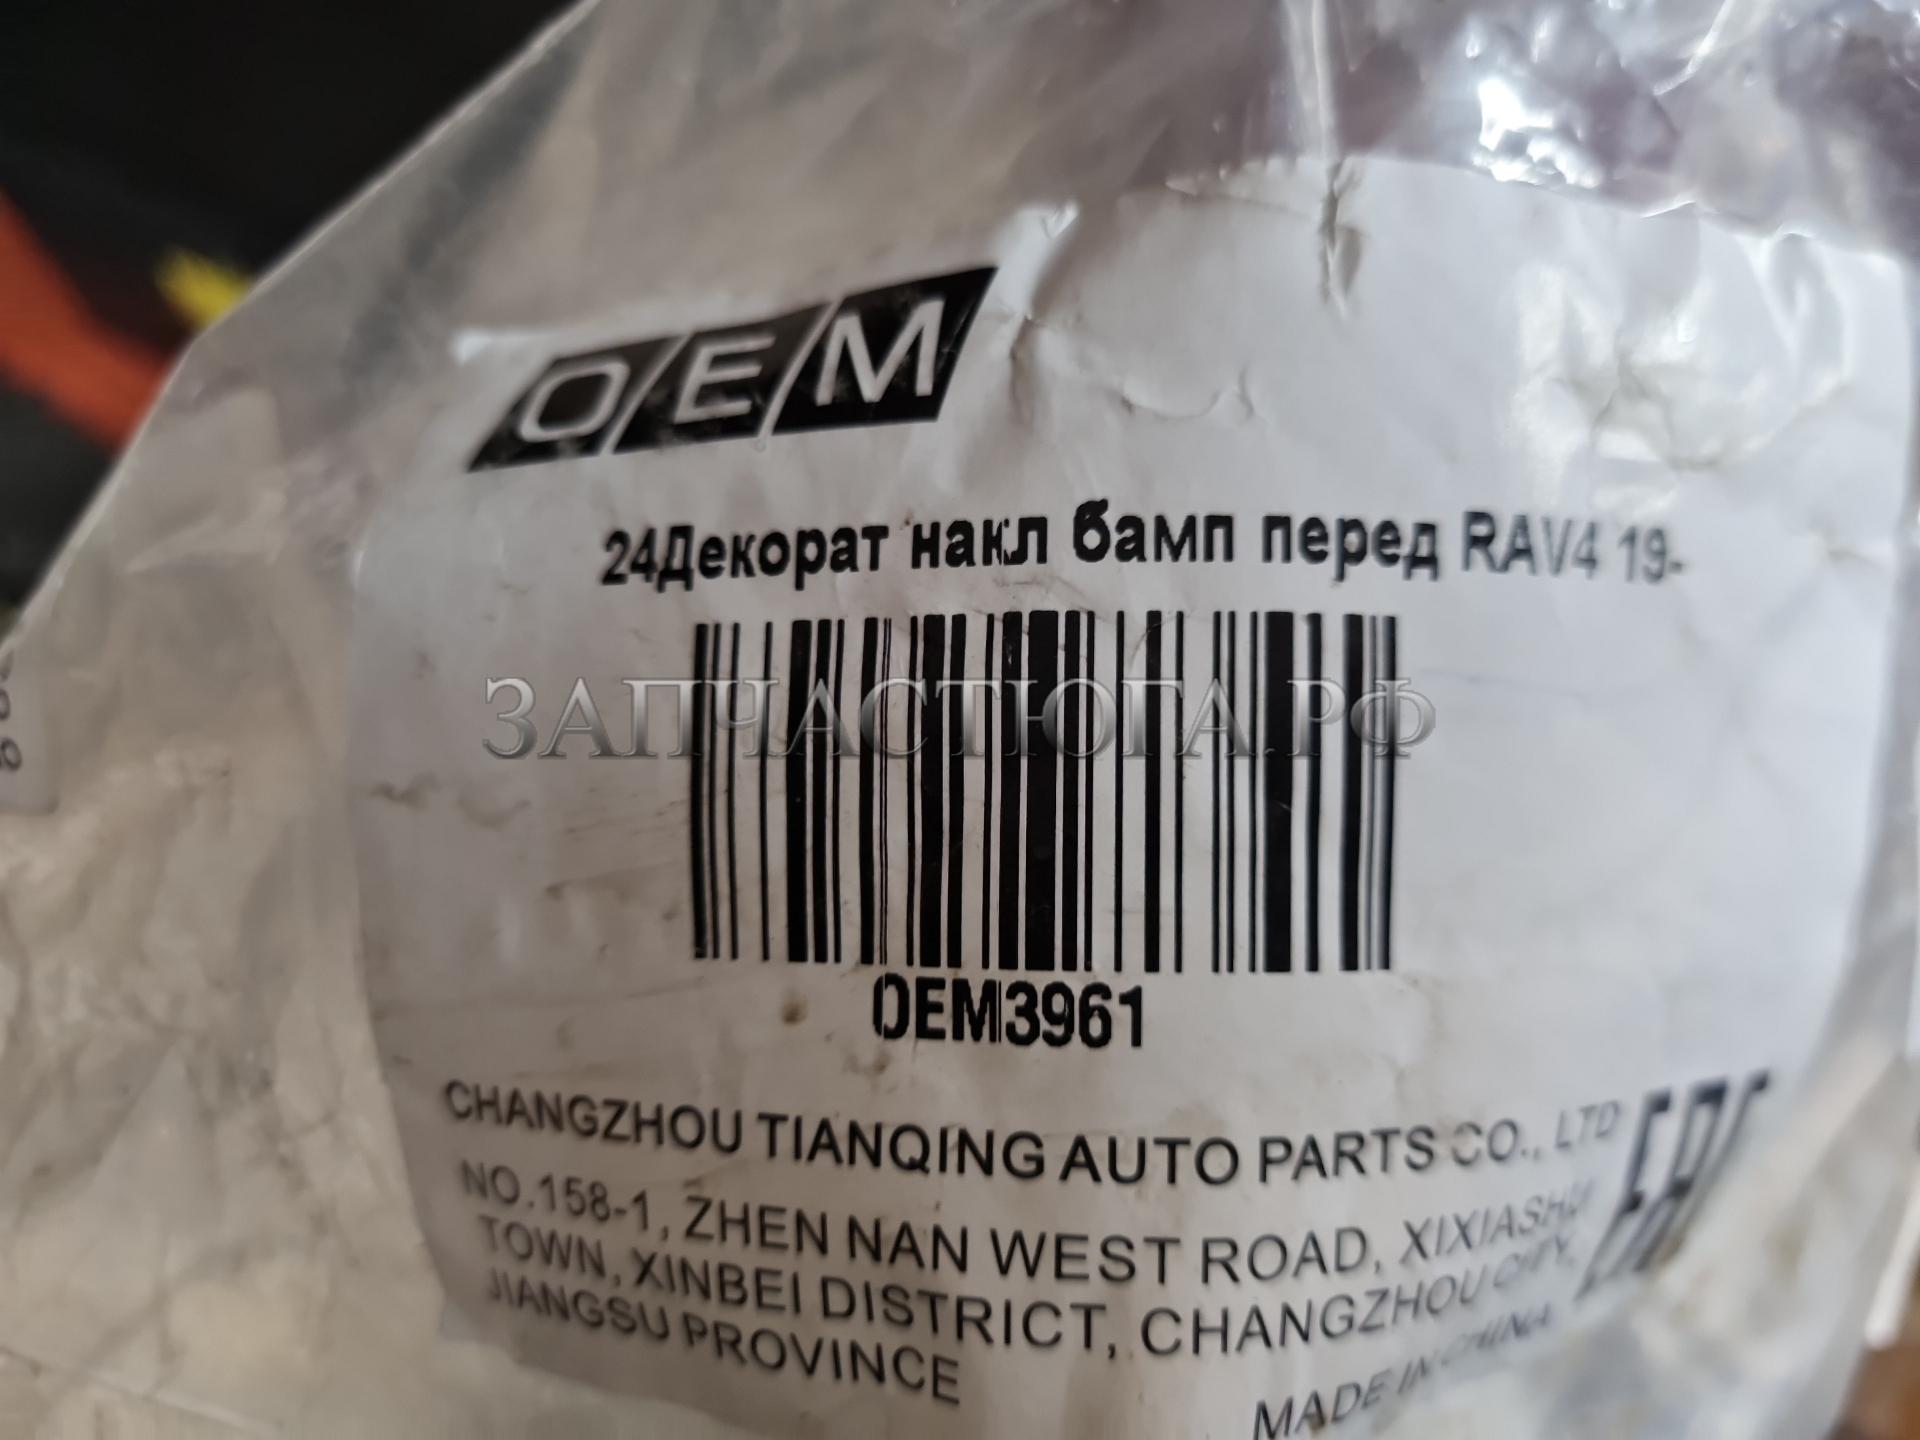 OEM
24Декорат накл бамп перед RAV4 19-
ЗАПЧАСТЮГА.РФ
OEM3961
CHANGZHOU TIANQING AUTO PARTS CO., LTD
NO.158-1, ZHEN NAN WEST ROAD, XIXIASHU
TOWN, XINBEI DISTRICT, CHANGZHOU CITY,
JIANGSU PROVINCE
MADE IN CHINA
EAC